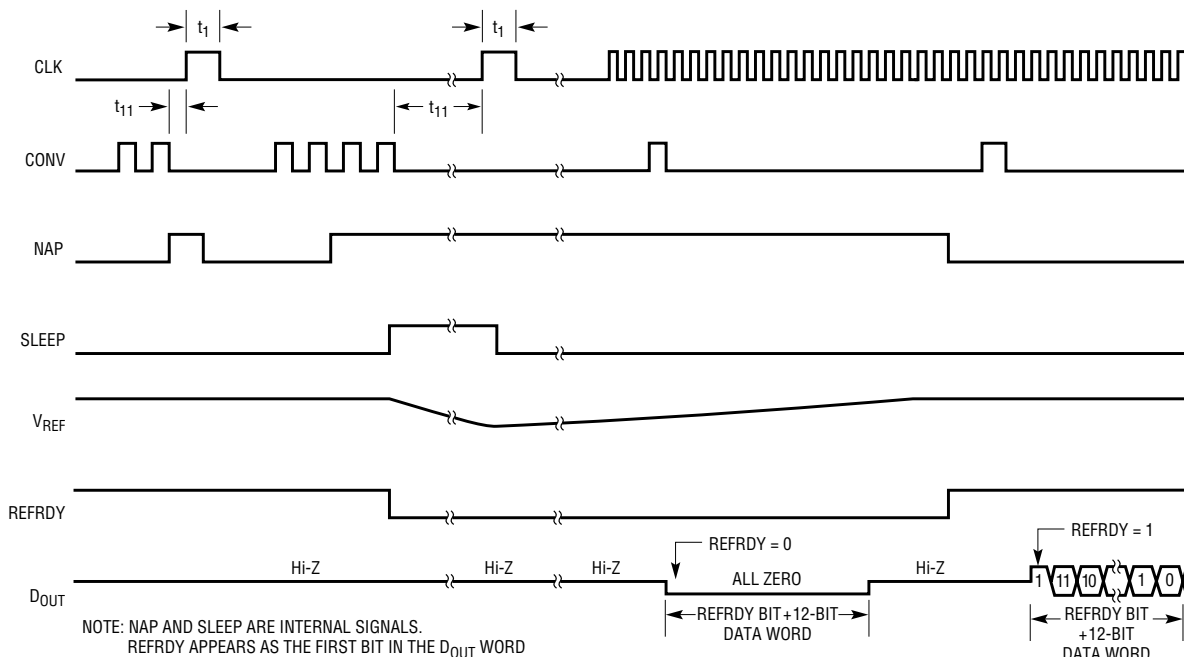 t1 t1
CLK
t11 t11
CONV
NAP
SLEEP
VREF
REFRDY
REFRDY = 0 REFRDY = 1
Hi-Z Hi-Z Hi-Z ALL ZERO Hi-Z 1 11 10 1 0
DOUT
REFRDY BIT +12-BIT
DATA WORD
REFRDY BIT
+12-BIT
DATA WORD
NOTE: NAP AND SLEEP ARE INTERNAL SIGNALS.
REFRDY APPEARS AS THE FIRST BIT IN THE DOUT WORD